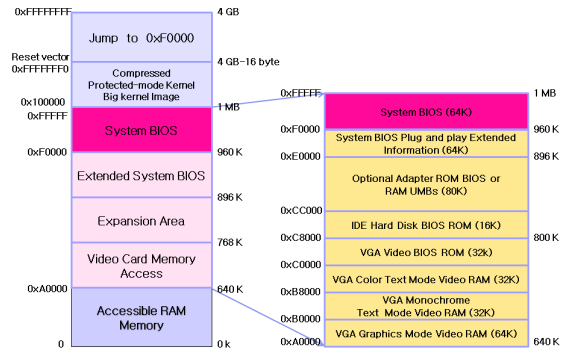 0xFFFFFFFF
4 GB
Jump to 0xF0000
Reset vector
0xFFFFFFF0
4 GB-16 byte
Compressed
Protected-mode Kernel
Big kernel Image
0x100000
1 MB
0xFFFFF
System BIOS
0xF0000
960 K
Extended System BIOS
896 K
Expansion Area
768 K
Video Card Memory
Access
0xA0000
640 K
Accessible RAM
Memory
0
0 k
0xFFFFF
1 MB
System BIOS (64K)
0xF0000
960 K
System BIOS Plug and play Extended
Information (64K)
0xE0000
896 K
Optional Adapter ROM BIOS or
RAM UMBs (80K)
0xCC000
IDE Hard Disk BIOS ROM (16K)
0xC8000
800 K
VGA Video BIOS ROM (32k)
0xC0000
VGA Color Text Mode Video RAM (32K)
0xB8000
VGA Monochrome
Text Mode Video RAM (32k)
0xB0000
VGA Graphics Mode Video RAM (64K)
0xA0000
640 K